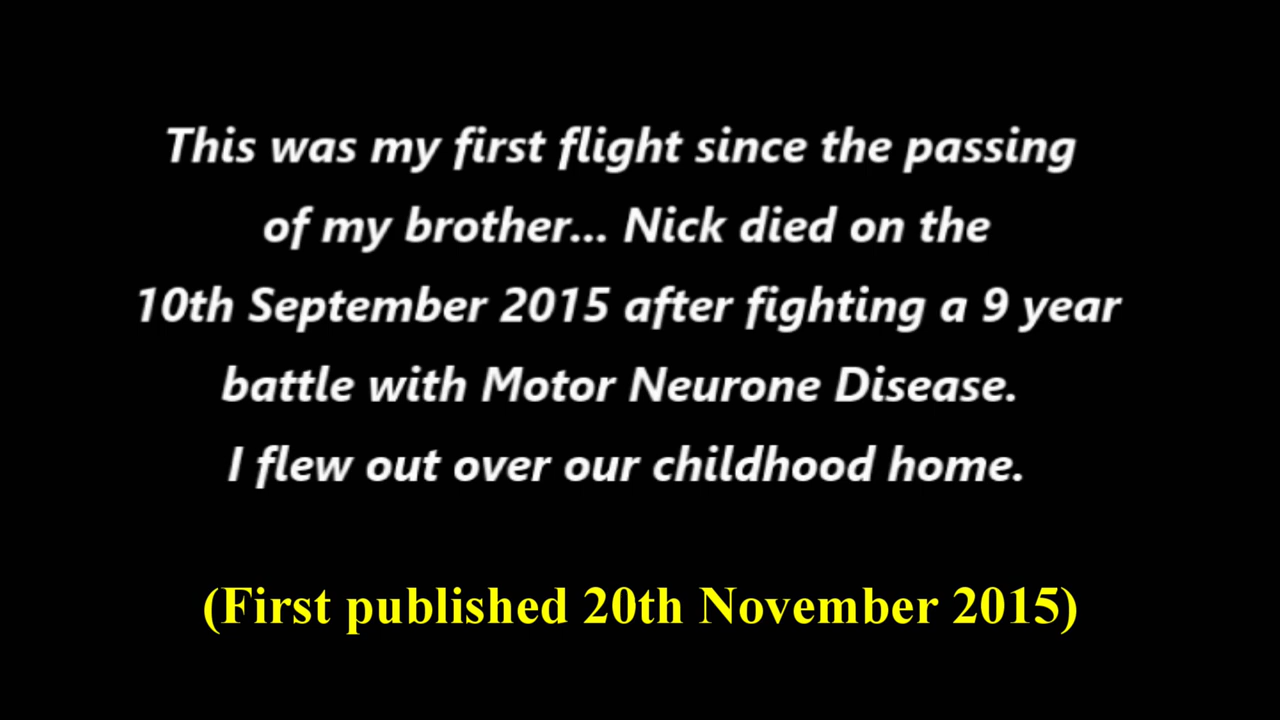 This was my first flight since the passing
of my brother... Nick died on the
10th September 2015 after fighting a 9 year
battle with Motor Neurone Disease.
I flew out over our childhood home.
(First published 20th November 2015)